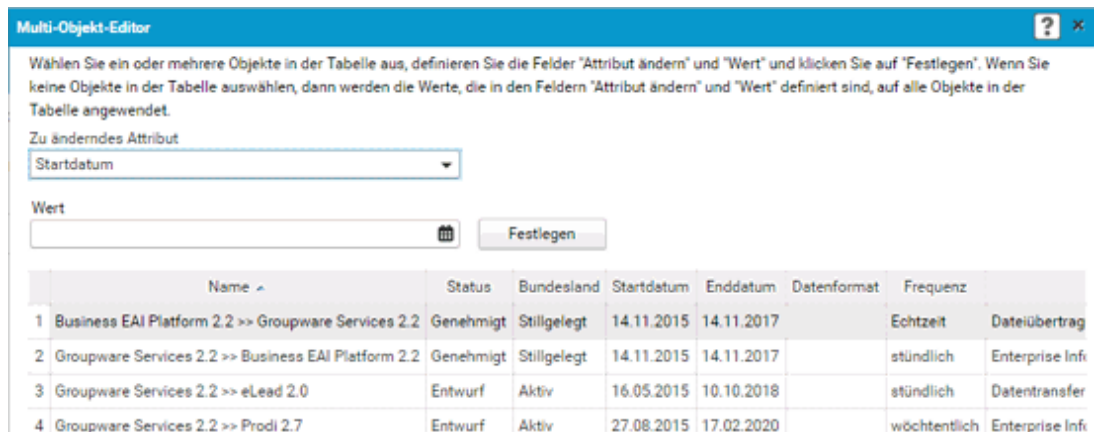 Multi-Objekt-Editor ? ×
Wählen Sie ein oder mehrere Objekte in der Tabelle aus, definieren Sie die Felder "Attribut ändern" und "Wert" und klicken Sie auf "Festlegen". Wenn Sie
keine Objekte in der Tabelle auswählen, dann werden die Werte, die in den Feldern "Attribut ändern" und "Wert" definiert sind, auf alle Objekte in der
Tabelle angewendet.
Zu änderndes Attribut
Startdatum
Wert
Festlegen
Name Status Bundesland Startdatum Enddatum Datenformat Frequenz
1 Business EAI Platform 2.2 >> Groupware Services 2.2 Genehmigt Stillgelegt 14.11.2015 14.11.2017 Echtzeit Dateiübertrag
2 Groupware Services 2.2 >> Business EAI Platform 2.2 Genehmigt Stillgelegt 14.11.2015 14.11.2017 stündlich Enterprise Info
3 Groupware Services 2.2 >> eLead 2.0 Entwurf Aktiv 16.05.2015 10.10.2018 stündlich Datentransfer
4 Groupware Services 2.2 >> Prodi 2.7 Entwurf Aktiv 27.08.2015 17.02.2020 wöchtentlich Enterprise Info